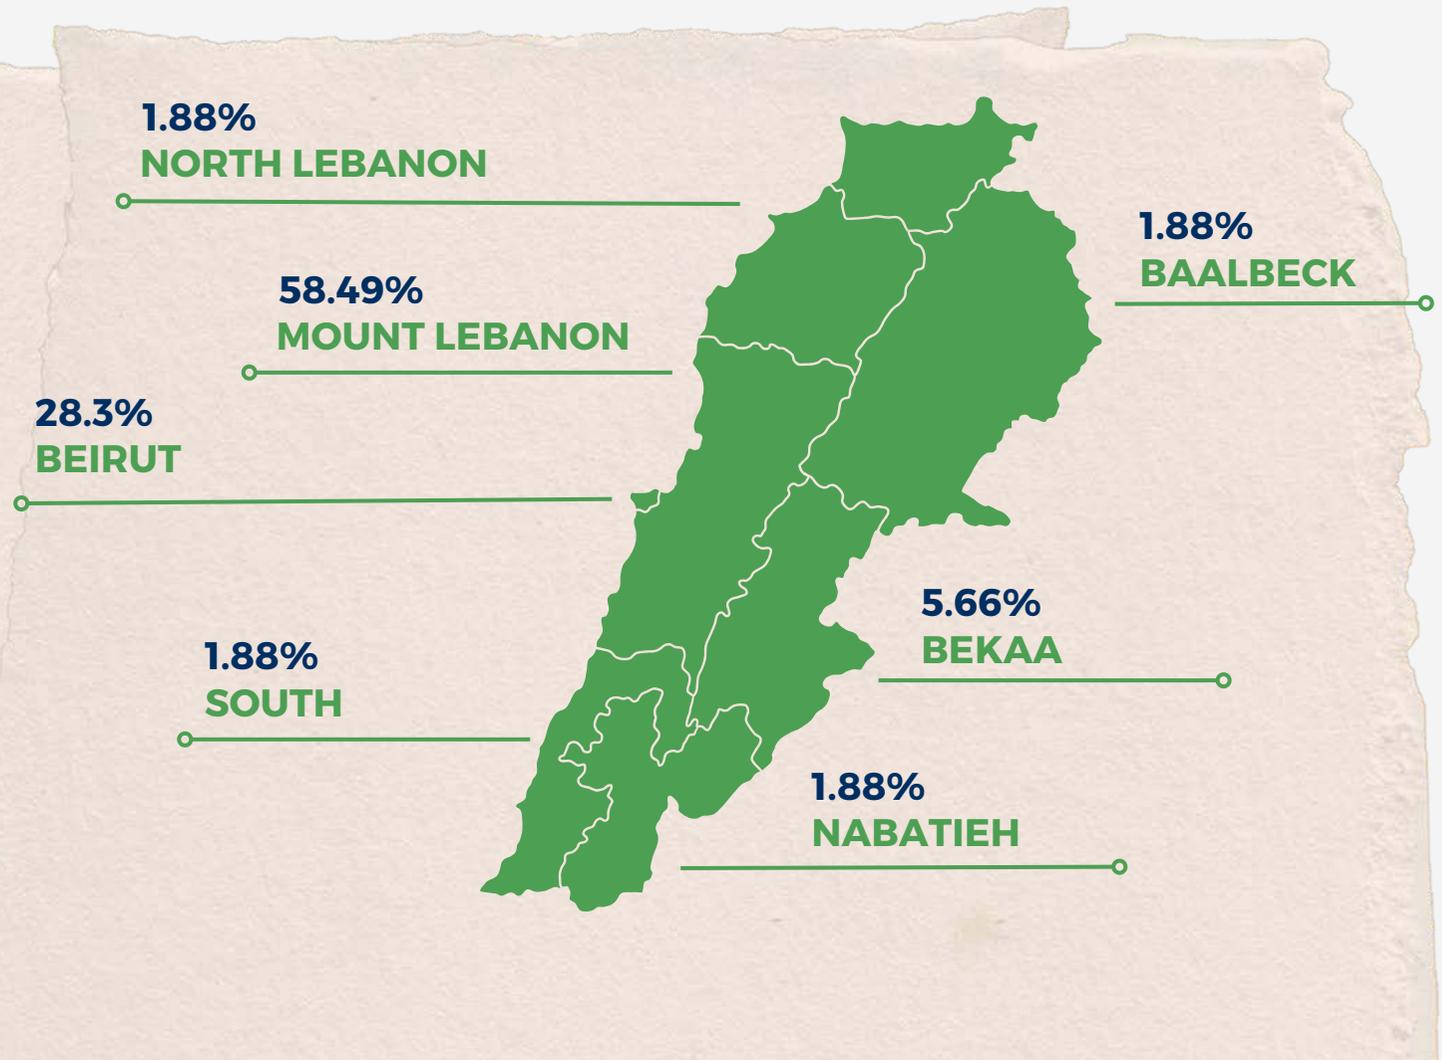 1.88%
NORTH LEBANON
1.88%
BAALBECK
58.49%
MOUNT LEBANON
28.3%
BEIRUT
5.66%
BEKAA
1.88%
SOUTH
1.88%
NABATIEH